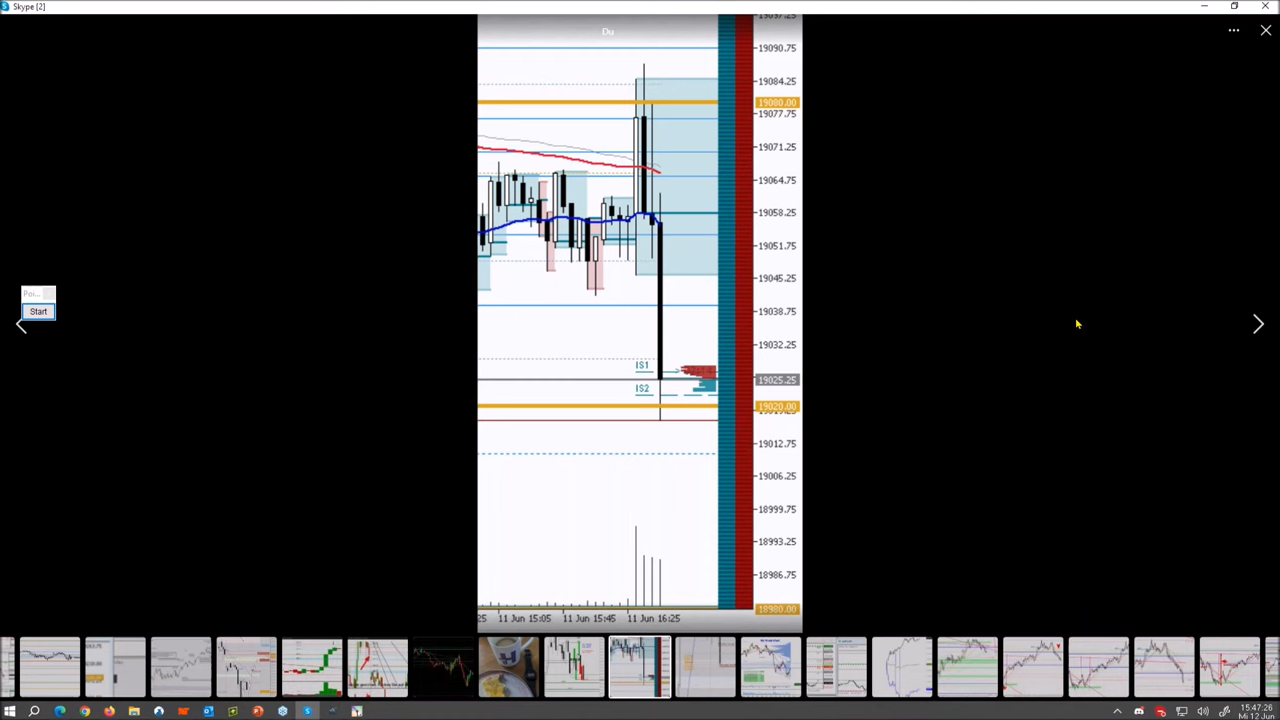 Skype [2]
Du
19097.25
19090.75
19084.25
19080.00
19077.75
19071.25
19064.75
19058.25
19051.75
19045.25
19038.75
19032.25
IS1
19025.25
IS2
19020.00
19012.75
19006.25
18999.75
18993.25
18986.75
18980.00
Poi...
Start
25
11 Jun 15:05
11 Jun 15:45
11 Jun 16:25
15:47:26
Mi 12 Jun